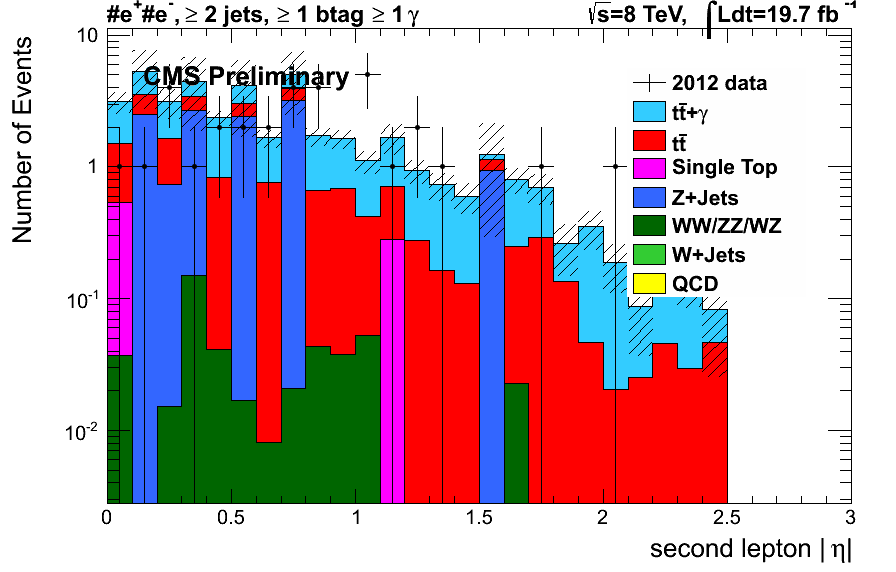 #e⁺#e⁻, ≥ 2 jets, ≥ 1 btag ≥ 1 γ
√s=8 TeV, ∫Ldt=19.7 fb⁻¹
CMS Preliminary
2012 data
tt̄+γ
tt̄
Single Top
Z+Jets
WW/ZZ/WZ
W+Jets
QCD
Number of Events
10
1
10⁻¹
10⁻²
0 0.5 1 1.5 2 2.5 3
second lepton |η|